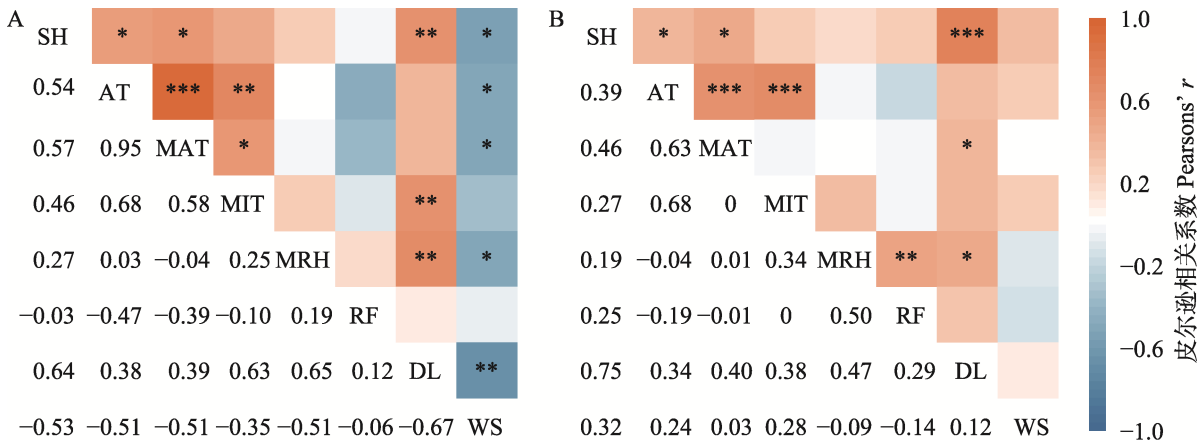 A
SH * * ** *
0.54 AT *** ** *
0.57 0.95 MAT * *
0.46 0.68 0.58 MIT **
0.27 0.03 −0.04 0.25 MRH ** *
−0.03 −0.47 −0.39 −0.10 0.19 RF
0.64 0.38 0.39 0.63 0.65 0.12 DL **
−0.53 −0.51 −0.51 −0.35 −0.51 −0.06 −0.67 WS
B
SH * * ***
0.39 AT *** ***
0.46 0.63 MAT *
0.27 0.68 0 MIT
0.19 −0.04 0.01 0.34 MRH ** *
0.25 −0.19 −0.01 0 0.50 RF
0.75 0.34 0.40 0.38 0.47 0.29 DL
0.32 0.24 0.03 0.28 −0.09 −0.14 0.12 WS
1.0
0.6
0.2
−0.2
−0.6
−1.0
皮尔逊相关系数 Pearsons’ r